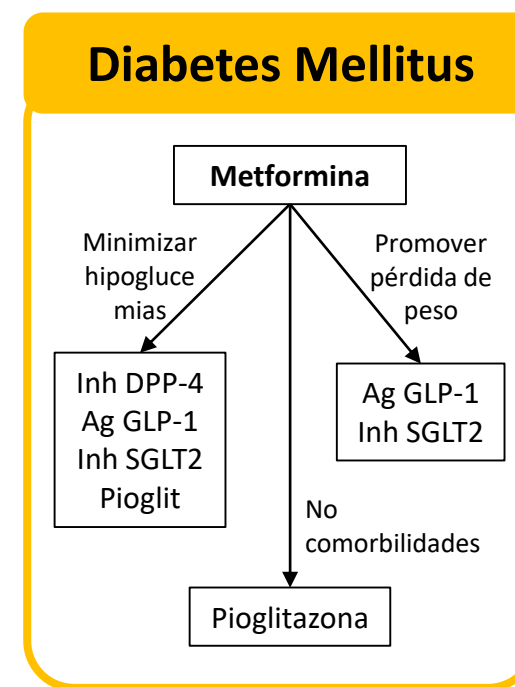 Diabetes Mellitus
Metformina
Minimizar
hipogluce
mias
Promover
pérdida de
peso
Inh DPP-4
Ag GLP-1
Inh SGLT2
Pioglit
Ag GLP-1
Inh SGLT2
No
comorbilidades
Pioglitazona